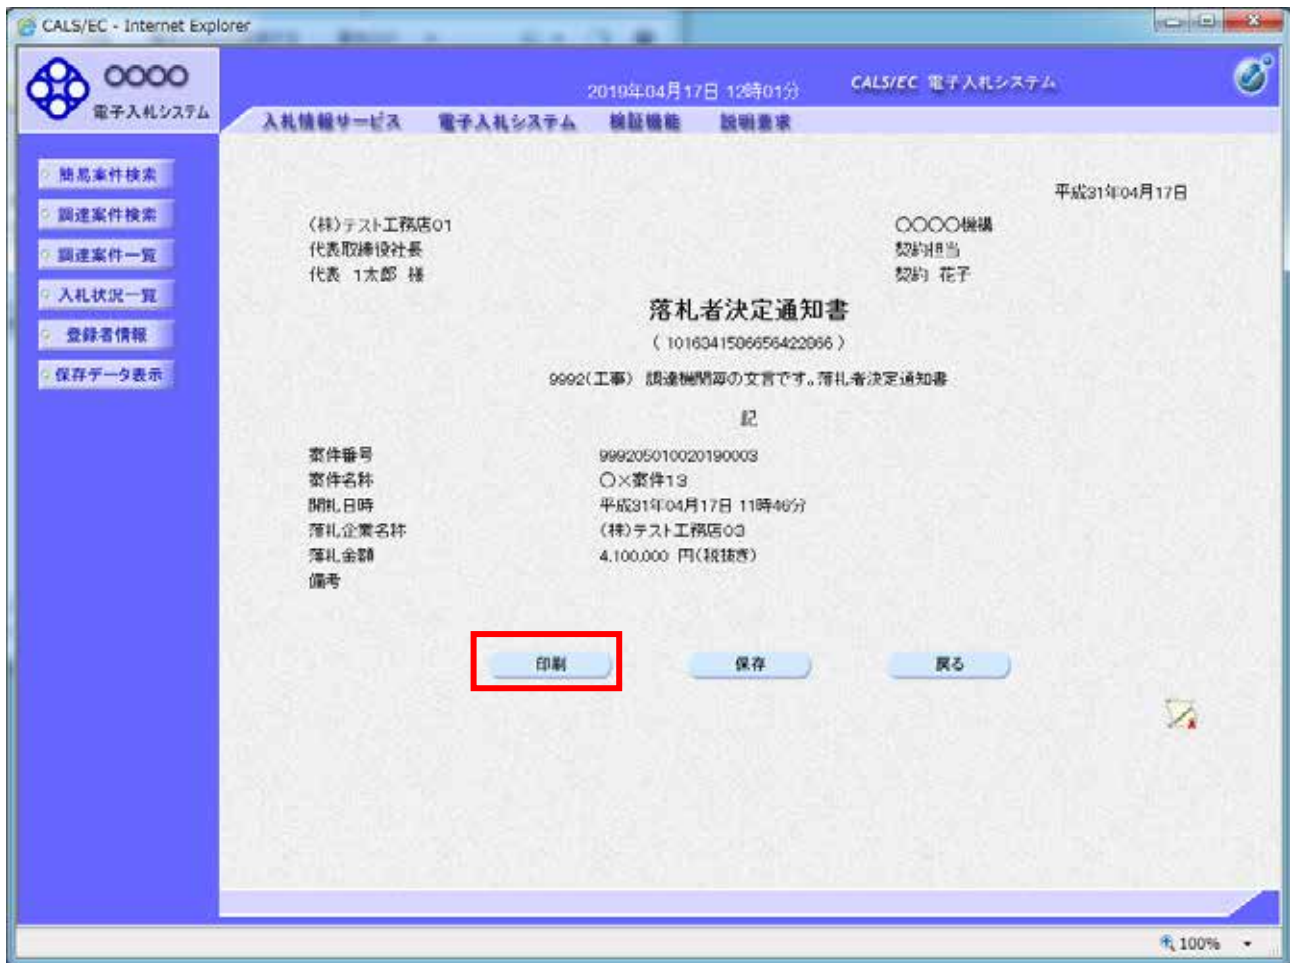 CALS/EC - Internet Explorer
〇〇〇〇
電子入札システム
2019年04月17日 12時01分
CALS/EC 電子入札システム
入札情報サービス 電子入札システム 検証機能 説明要求
簡易案件検索
調達案件検索
調達案件一覧
入札状況一覧
登録者情報
保存データ表示
平成31年04月17日
(株)テスト工務店01
代表取締役社長
代表 1太郎 様
〇〇〇〇機構
契約担当
契約 花子
落札者決定通知書
( 1016341506656422066 )
9992(工事) 調達機関毎の文言です。落札者決定通知書
記
案件番号 999205010020190003
案件名称 〇×案件13
開札日時 平成31年04月17日 11時46分
落札企業名称 (株)テスト工務店03
落札金額 4,100,000 円(税抜き)
備考
印刷
保存
戻る
100%